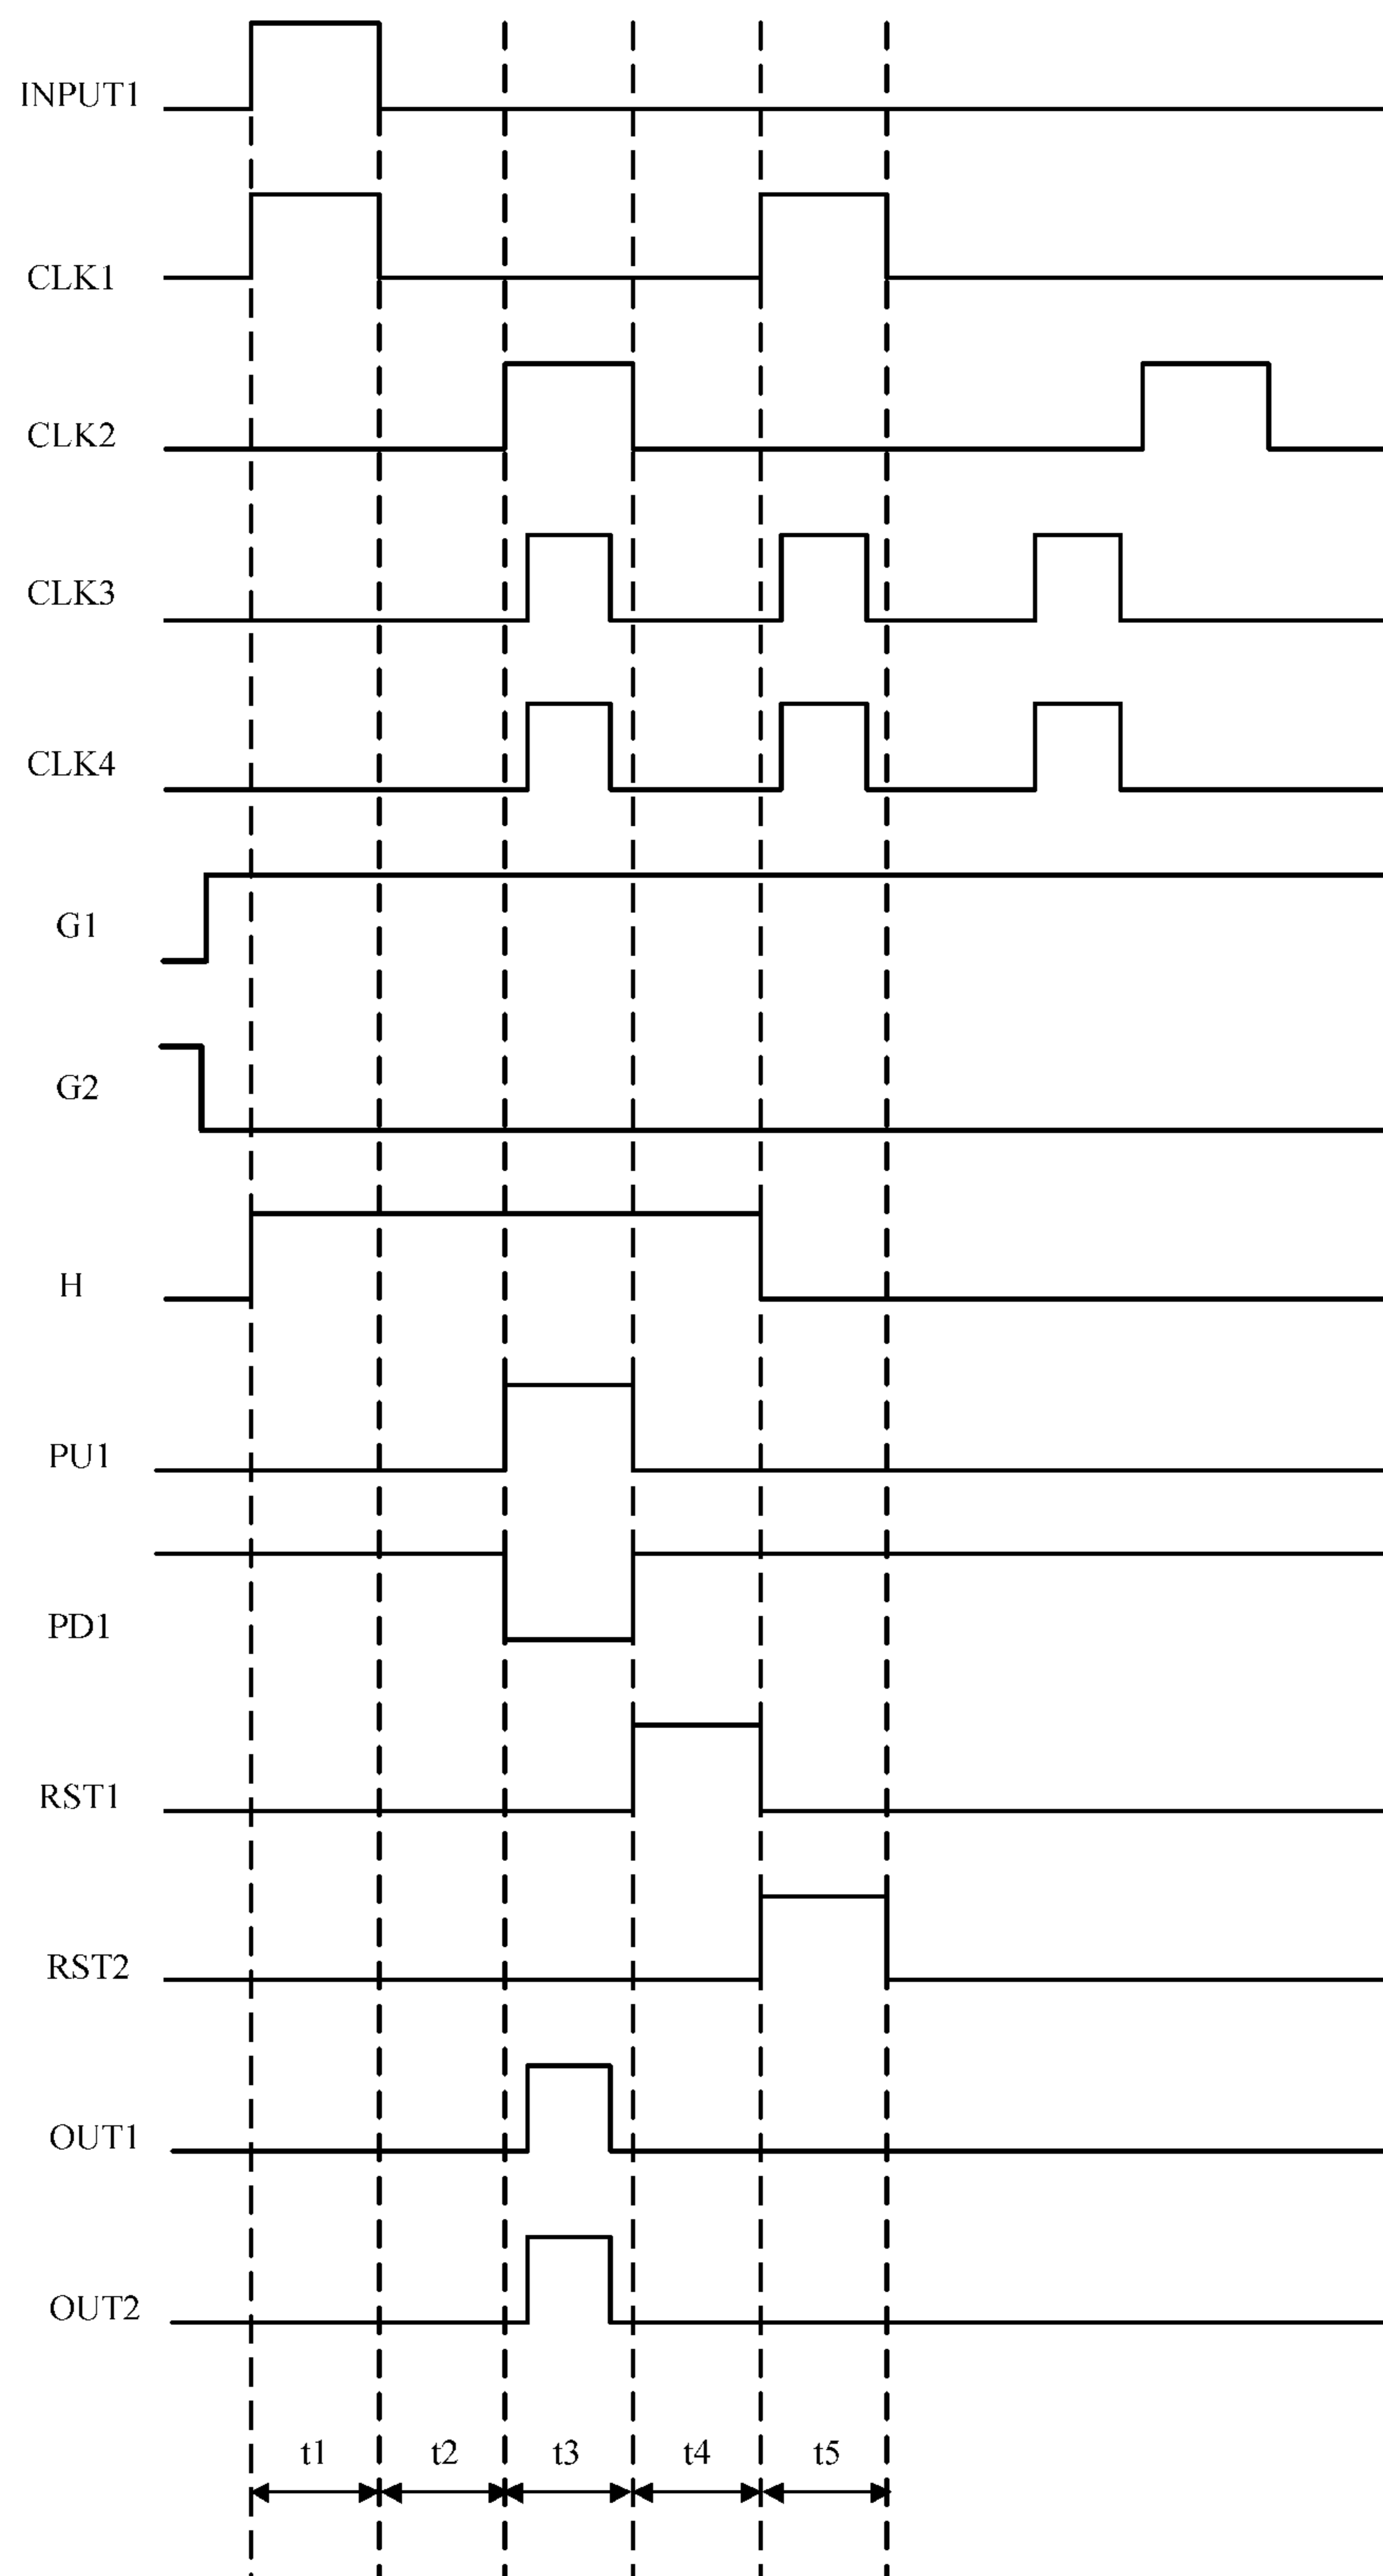 INPUT1
CLK1
CLK2
CLK3
CLK4
G1
G2
H
PU1
PD1
RST1
RST2
OUT1
OUT2
t1 t2 t3 t4 t5